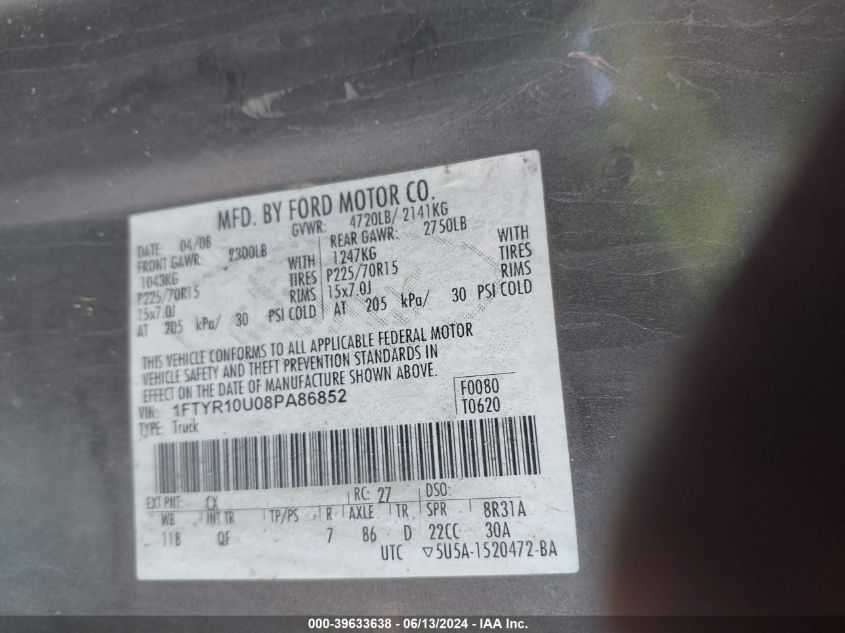 MFD. BY FORD MOTOR CO.
DATE: 04/08 GVWR: 4720LB/ 2141KG
FRONT GAWR: 2300LB REAR GAWR: 2750LB
1043KG WITH 1247KG WITH
P225/70R15 TIRES P225/70R15 TIRES
15x7.0J RIMS 15x7.0J RIMS
AT 205 kPa/ 30 PSI COLD AT 205 kPa/ 30 PSI COLD
THIS VEHICLE CONFORMS TO ALL APPLICABLE FEDERAL MOTOR
VEHICLE SAFETY AND THEFT PREVENTION STANDARDS IN
EFFECT ON THE DATE OF MANUFACTURE SHOWN ABOVE.
VIN: 1FTYR10U08PA86852 F0080
TYPE: Truck T0620
EXT PNT: CX RC: 27 DSO:
WB INT TR TP/PS R AXLE TR SPR 8R31A
118 QF 7 86 D 22CC 30A
UTC ▽5U5A-1520472-BA
000-39633638 - 06/13/2024 - IAA Inc.